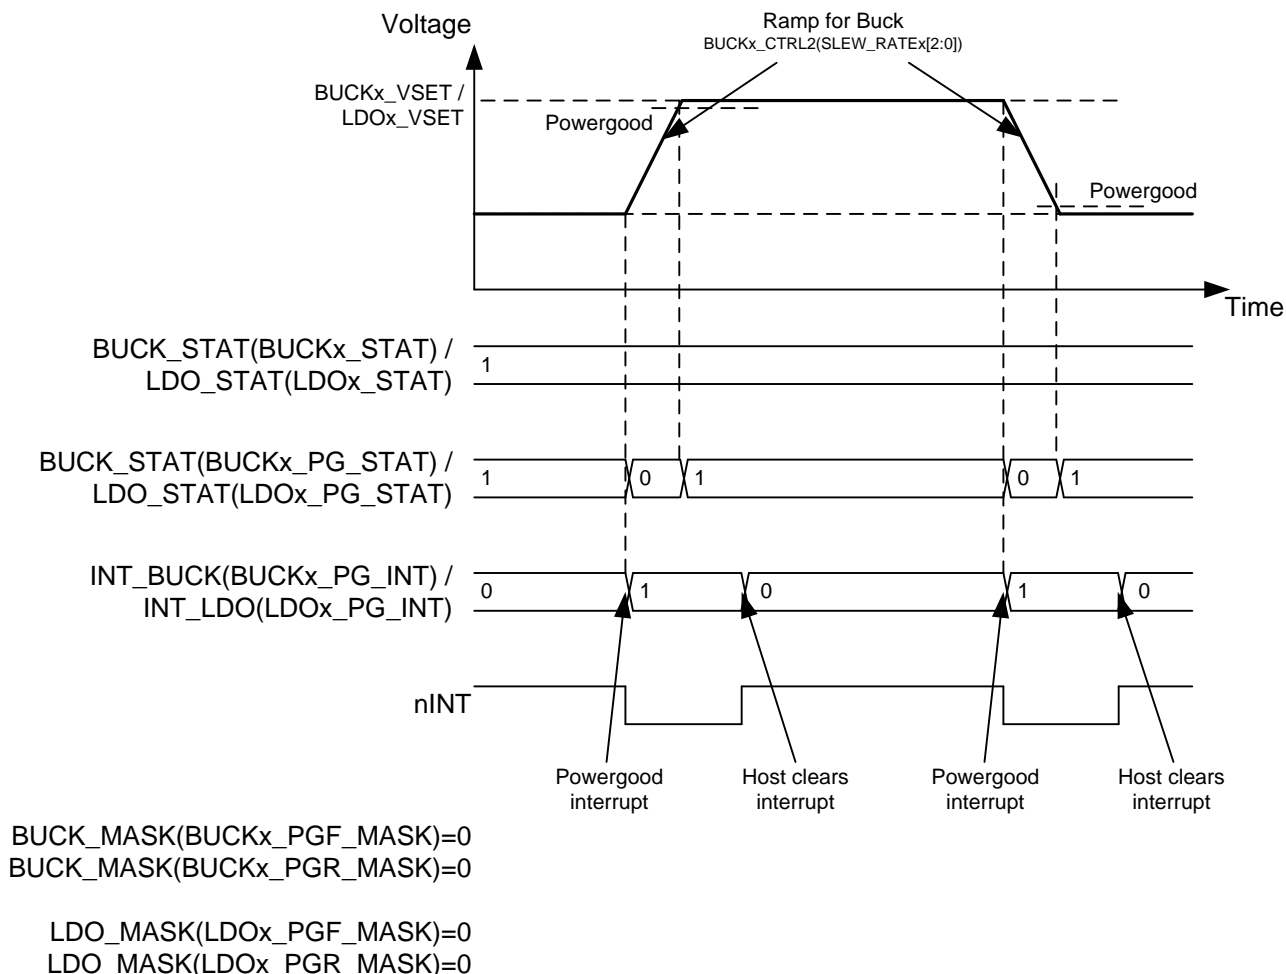 Voltage
Ramp for Buck
BUCKx_CTRL2(SLEW_RATEx[2:0])
BUCKx_VSET /
LDOx_VSET
Powergood
Powergood
Time
BUCK_STAT(BUCKx_STAT) /
LDO_STAT(LDOx_STAT)
1
BUCK_STAT(BUCKx_PG_STAT) /
LDO_STAT(LDOx_PG_STAT)
1 0 1 0 1
INT_BUCK(BUCKx_PG_INT) /
INT_LDO(LDOx_PG_INT)
0 1 0 1 0
nINT
Powergood
interrupt
Host clears
interrupt
Powergood
interrupt
Host clears
interrupt
BUCK_MASK(BUCKx_PGF_MASK)=0
BUCK_MASK(BUCKx_PGR_MASK)=0
LDO_MASK(LDOx_PGF_MASK)=0
LDO_MASK(LDOx_PGR_MASK)=0